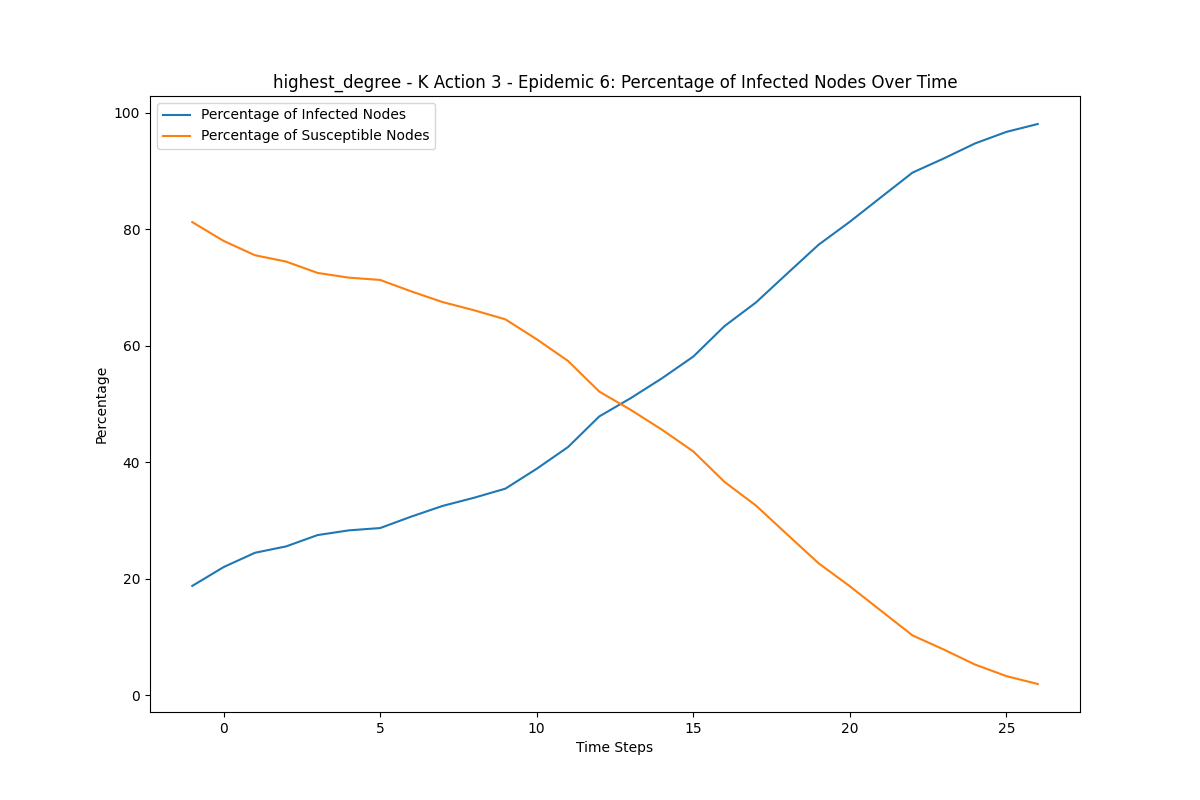 highest_degree - K Action 3 - Epidemic 6: Percentage of Infected Nodes Over Time
Percentage of Infected Nodes
Percentage of Susceptible Nodes
100
80
60
40
20
0
Percentage
0 5 10 15 20 25
Time Steps